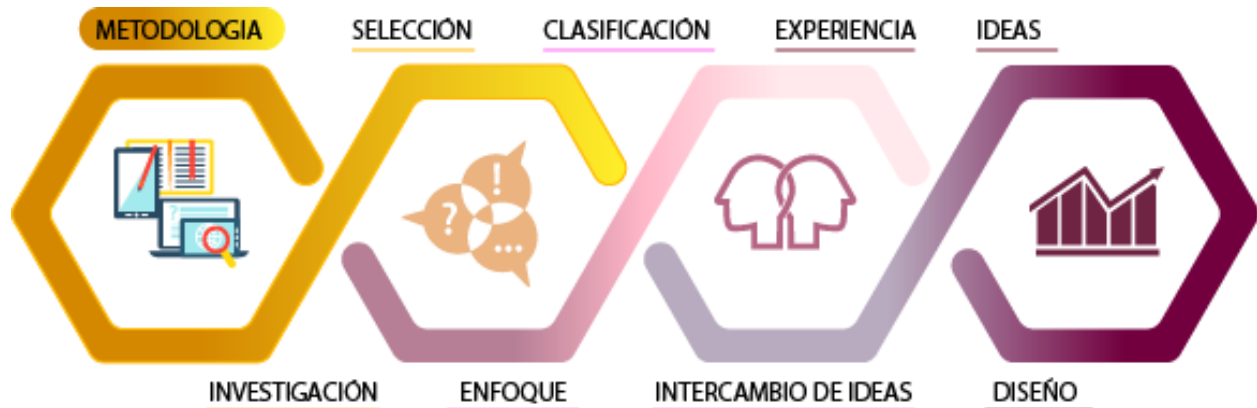 METODOLOGIA SELECCIÓN CLASIFICACIÓN EXPERIENCIA IDEAS
? ! ...
?
INVESTIGACIÓN ENFOQUE INTERCAMBIO DE IDEAS DISEÑO